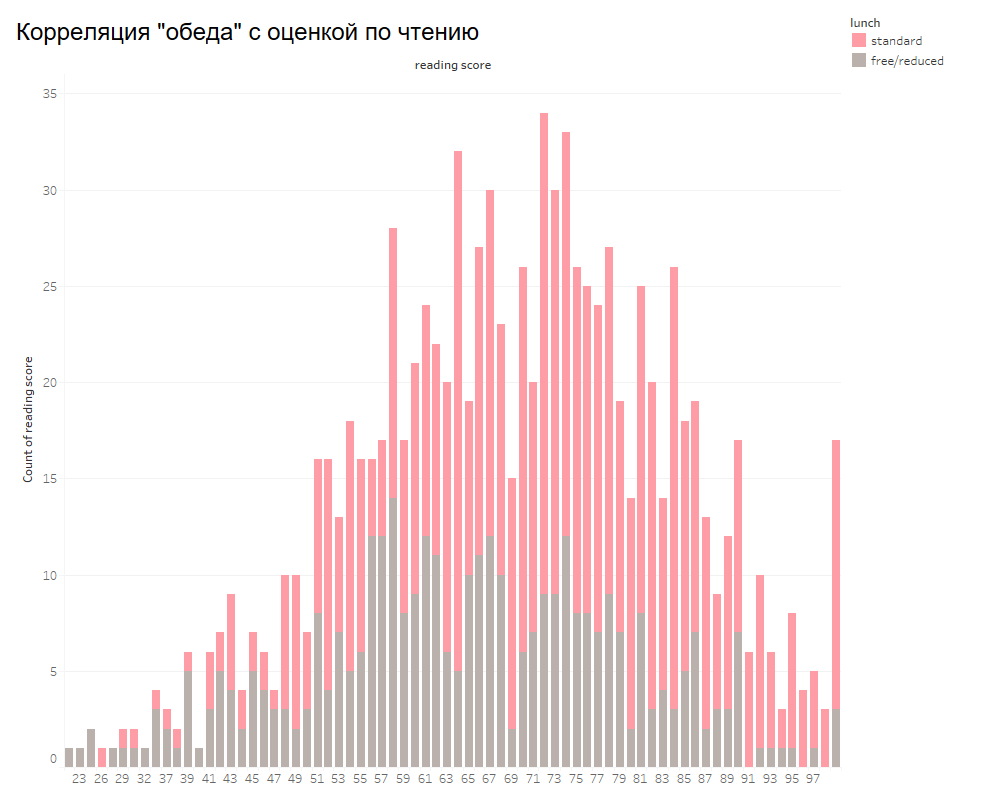 Корреляция "обеда" с оценкой по чтению
lunch
standard
free/reduced
reading score
Count of reading score
35
30
25
20
15
10
5
0
23 26 29 32 37 39 41 43 45 47 49 51 53 55 57 59 61 63 65 67 69 71 73 75 77 79 81 83 85 87 89 91 93 95 97